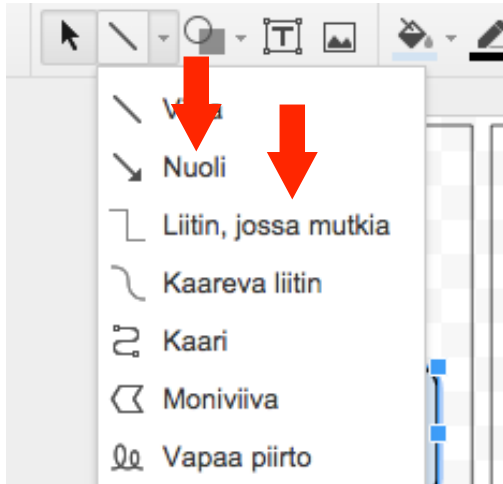 T
Nuoli
Liitin, jossa mutkia
Kaareva liitin
Kaari
Moniviiva
Vapaa piirto